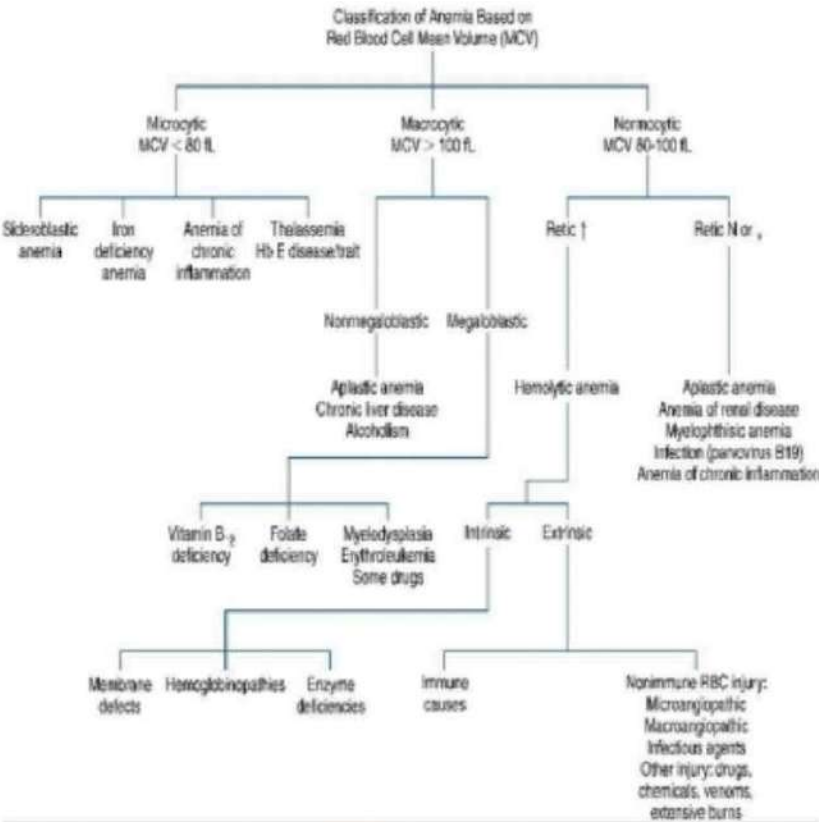 Classification of Anemia Based on
Red Blood Cell Mean Volume (MCV)
Microcytic
MCV < 80 fL
Macrocytic
MCV > 100 fL
Normocytic
MCV 80-100 fL
Sideroblastic
anemia
Iron
deficiency
anemia
Anemia of
chronic
inflammation
Thalassemia
Hb E disease/trait
Retic ↑
Retic N or
Nonmegaloblastic
Megaloblastic
Aplastic anemia
Chronic liver disease
Alcoholism
Hemolytic anemia
Aplastic anemia
Anemia of renal disease
Myelophthisic anemia
Infection (parvovirus B19)
Anemia of chronic inflammation
Vitamin B
deficiency
Folate
deficiency
Myelodysplasia
Erythroleukemia
Some drugs
Intrinsic
Extrinsic
Membrane
defects
Hemoglobinopathies
Enzyme
deficiencies
Immune
causes
Nonimmune RBC injury:
Microangiopathic
Macroangiopathic
Infectious agents
Other injury: drugs,
chemicals, venoms,
extensive burns